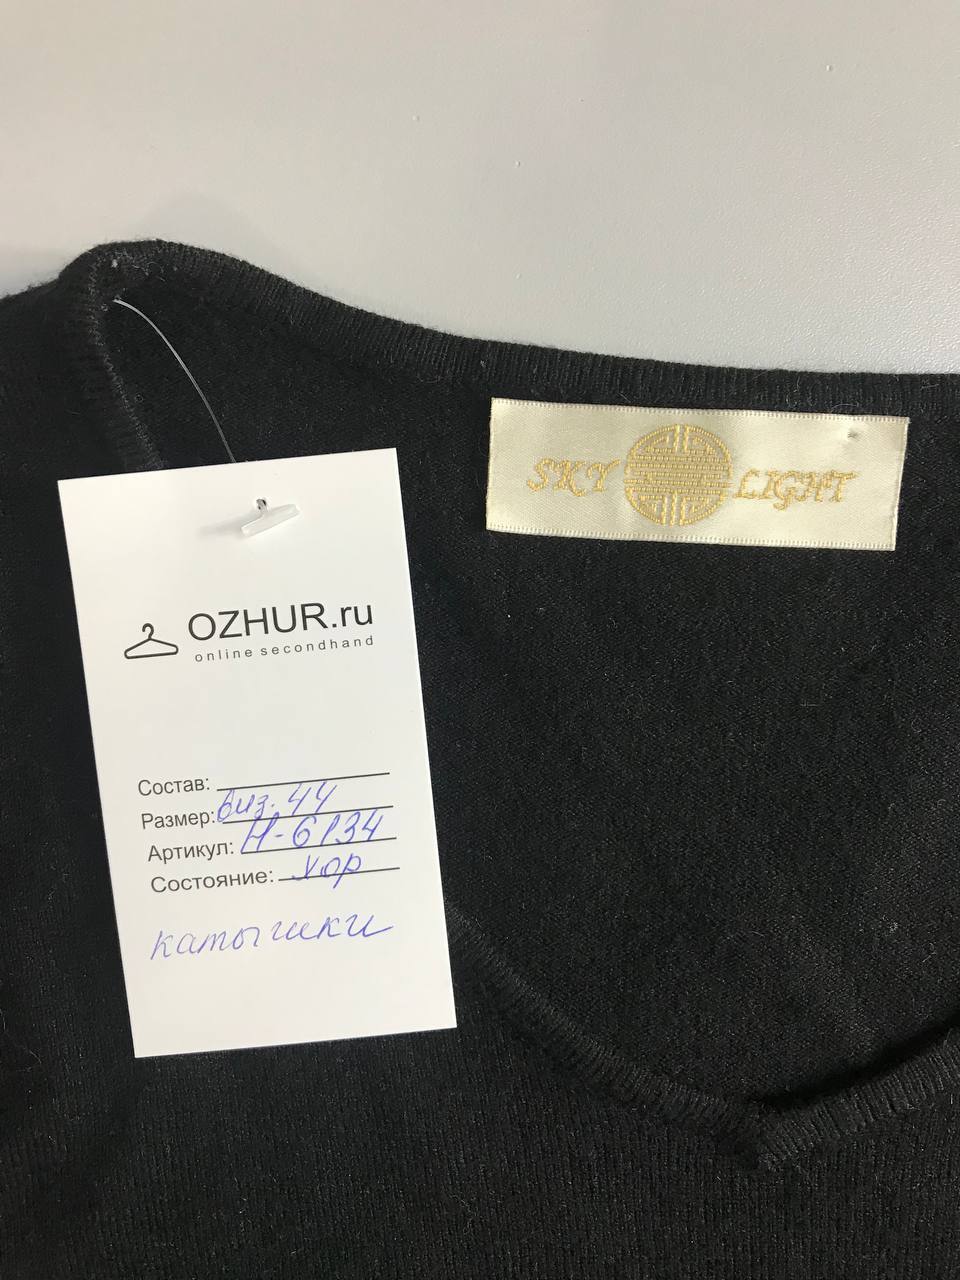 SKY LIGHT
OZHUR.ru
online secondhand
Состав:
Размер: виз. 44
Артикул: Н-6134
Состояние: хор
катышки